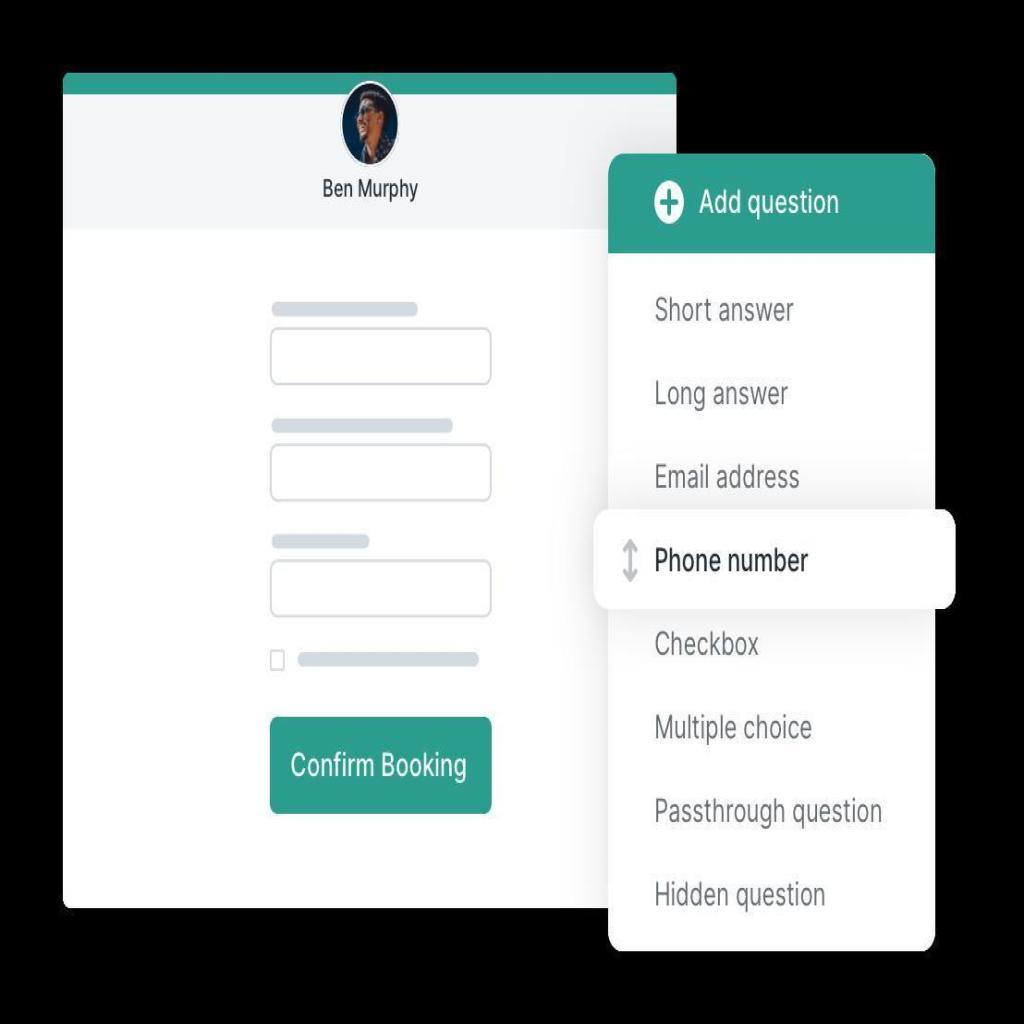 Ben Murphy
Confirm Booking
Add question
Short answer
Long answer
Email address
Phone number
Checkbox
Multiple choice
Passthrough question
Hidden question